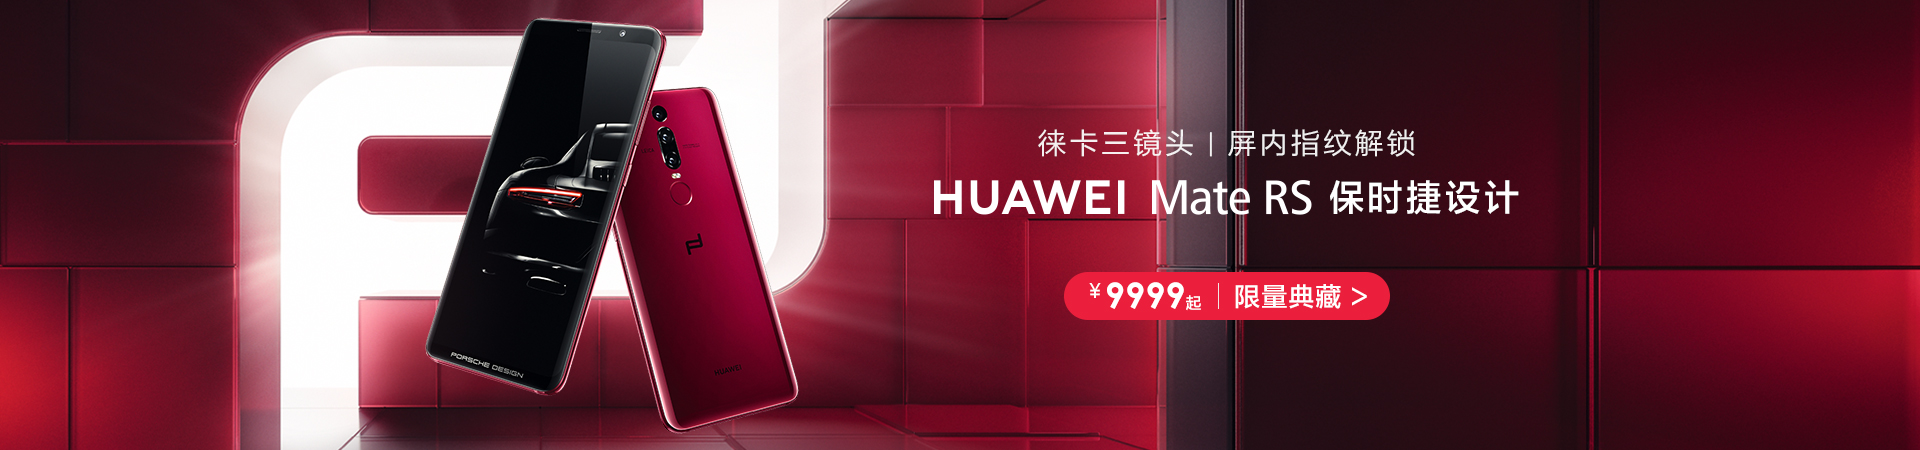 徕卡三镜头 | 屏内指纹解锁
HUAWEI Mate RS 保时捷设计
¥9999起 | 限量典藏 >
PORSCHE DESIGN
HUAWEI